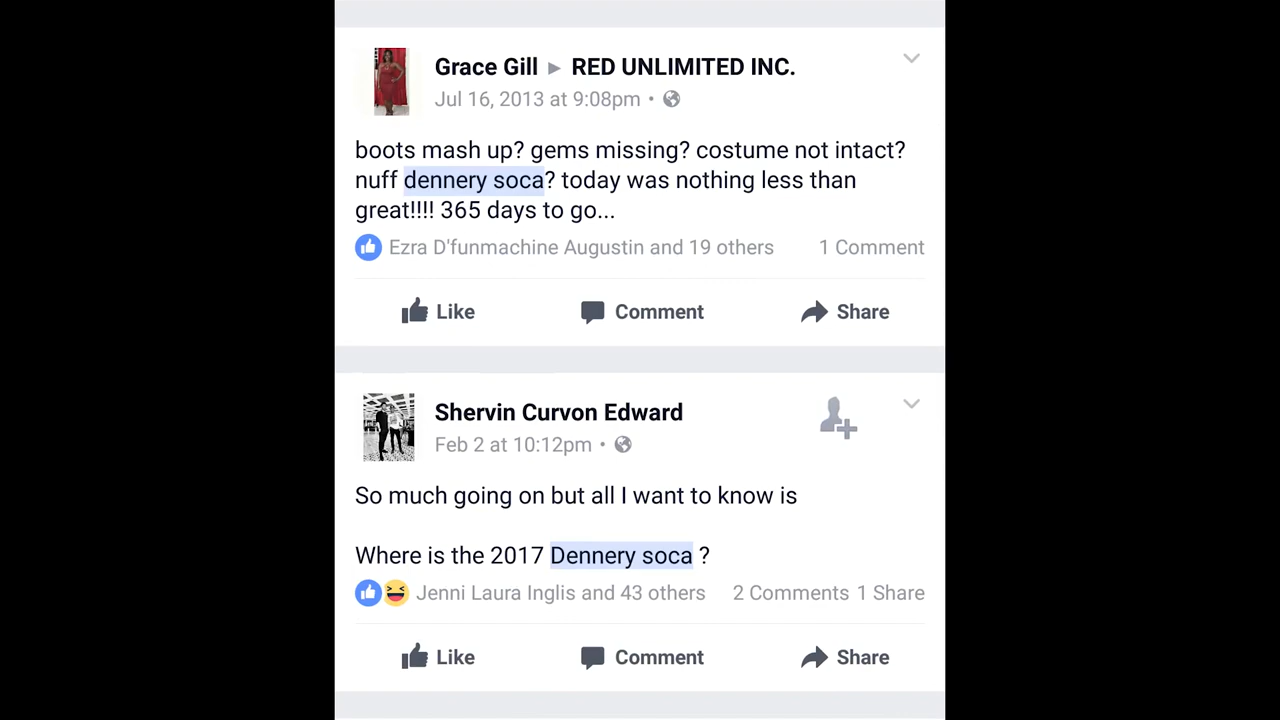 Grace Gill ▶ RED UNLIMITED INC.
Jul 16, 2013 at 9:08pm •
boots mash up? gems missing? costume not intact?
nuff dennery soca? today was nothing less than
great!!!! 365 days to go...
Ezra D'funmachine Augustin and 19 others 1 Comment
Like Comment Share
Shervin Curvon Edward
Feb 2 at 10:12pm •
So much going on but all I want to know is
Where is the 2017 Dennery soca ?
Jenni Laura Inglis and 43 others 2 Comments 1 Share
Like Comment Share